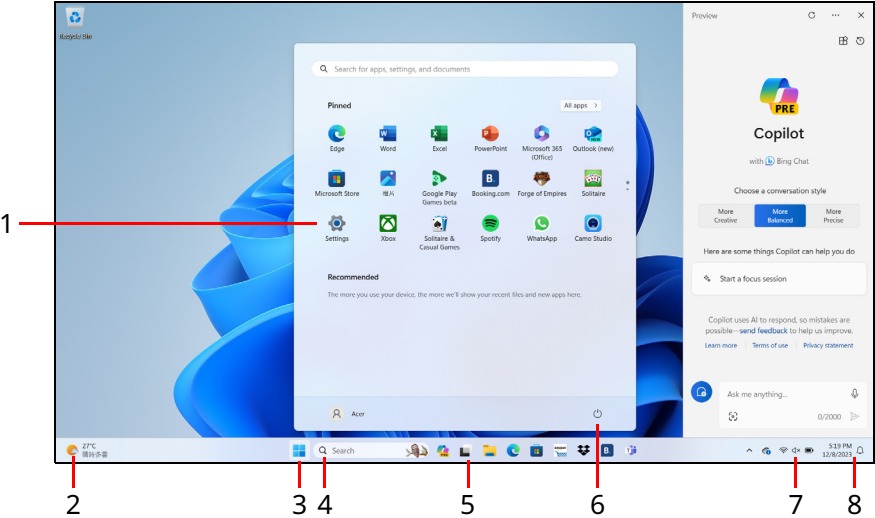 Recycle Bin
Search for apps, settings, and documents
Pinned
All apps >
Edge
Word
Excel
PowerPoint
Microsoft 365
(Office)
Outlook (new)
Microsoft Store
相片
Google Play
Games beta
B.
Booking.com
Forge of Empires
Solitaire
Settings
Xbox
Solitaire &
Casual Games
Spotify
WhatsApp
Camo Studio
Recommended
The more you use your device, the more we'll show your recent files and new apps here.
Acer
Preview
PRE
Copilot
with b Bing Chat
Choose a conversation style
More
Creative
More
Balanced
More
Precise
Here are some things Copilot can help you do
Start a focus session
Copilot uses AI to respond, so mistakes are
possible—send feedback to help us improve.
Learn more
Terms of use
Privacy statement
Ask me anything...
0/2000
27°C
晴時多雲
Search
B.
5:19 PM
12/8/2023
1
2
3
4
5
6
7
8